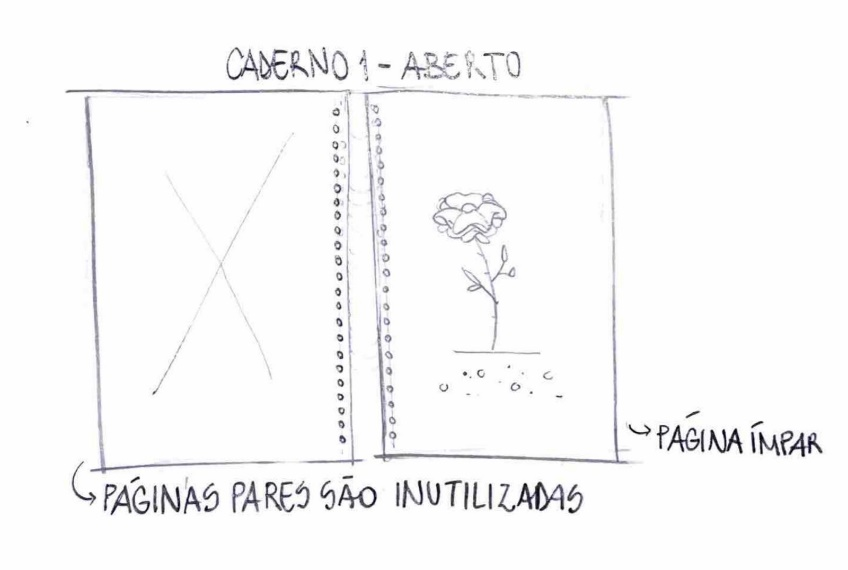 CADERNO 1 - ABERTO
PÁGINA ÍMPAR
PÁGINAS PARES SÃO INUTILIZADAS